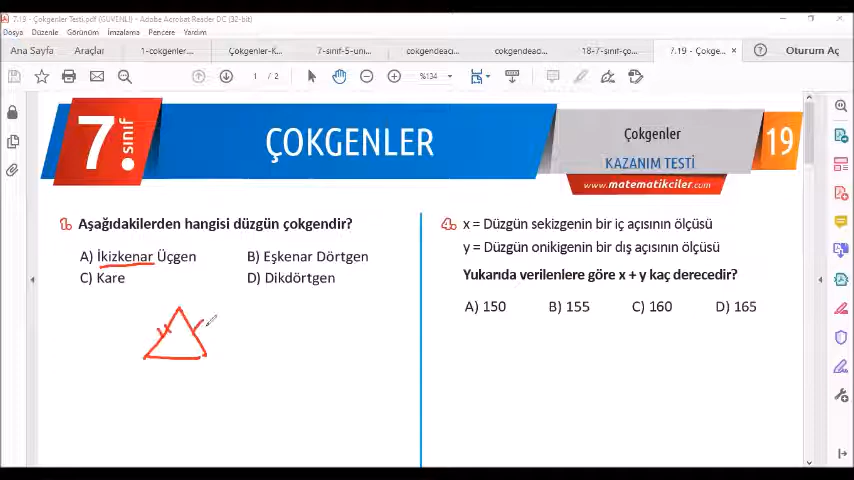 7.19 - Çokgenler Testi.pdf (GÜVENLİ) - Adobe Acrobat Reader DC (32-bit)
Dosya Düzenle Görünüm İmzalama Pencere Yardım
Ana Sayfa Araçlar 1-cokgenler... Çokgenler-K... 7-sinif-5-uni... cokgendeaci... cokgendeaci... 18-7-sinif-ço... 7.19 - Çokge... × Oturum Aç
1 / 2 %134
7. sınıf ÇOKGENLER Çokgenler 19
KAZANIM TESTİ
www.matematikciler.com
1. Aşağıdakilerden hangisi düzgün çokgendir?
A) İkizkenar Üçgen B) Eşkenar Dörtgen
C) Kare D) Dikdörtgen
4. x = Düzgün sekizgenin bir iç açısının ölçüsü
y = Düzgün onikigenin bir dış açısının ölçüsü
Yukarıda verilenlere göre x + y kaç derecedir?
A) 150 B) 155 C) 160 D) 165